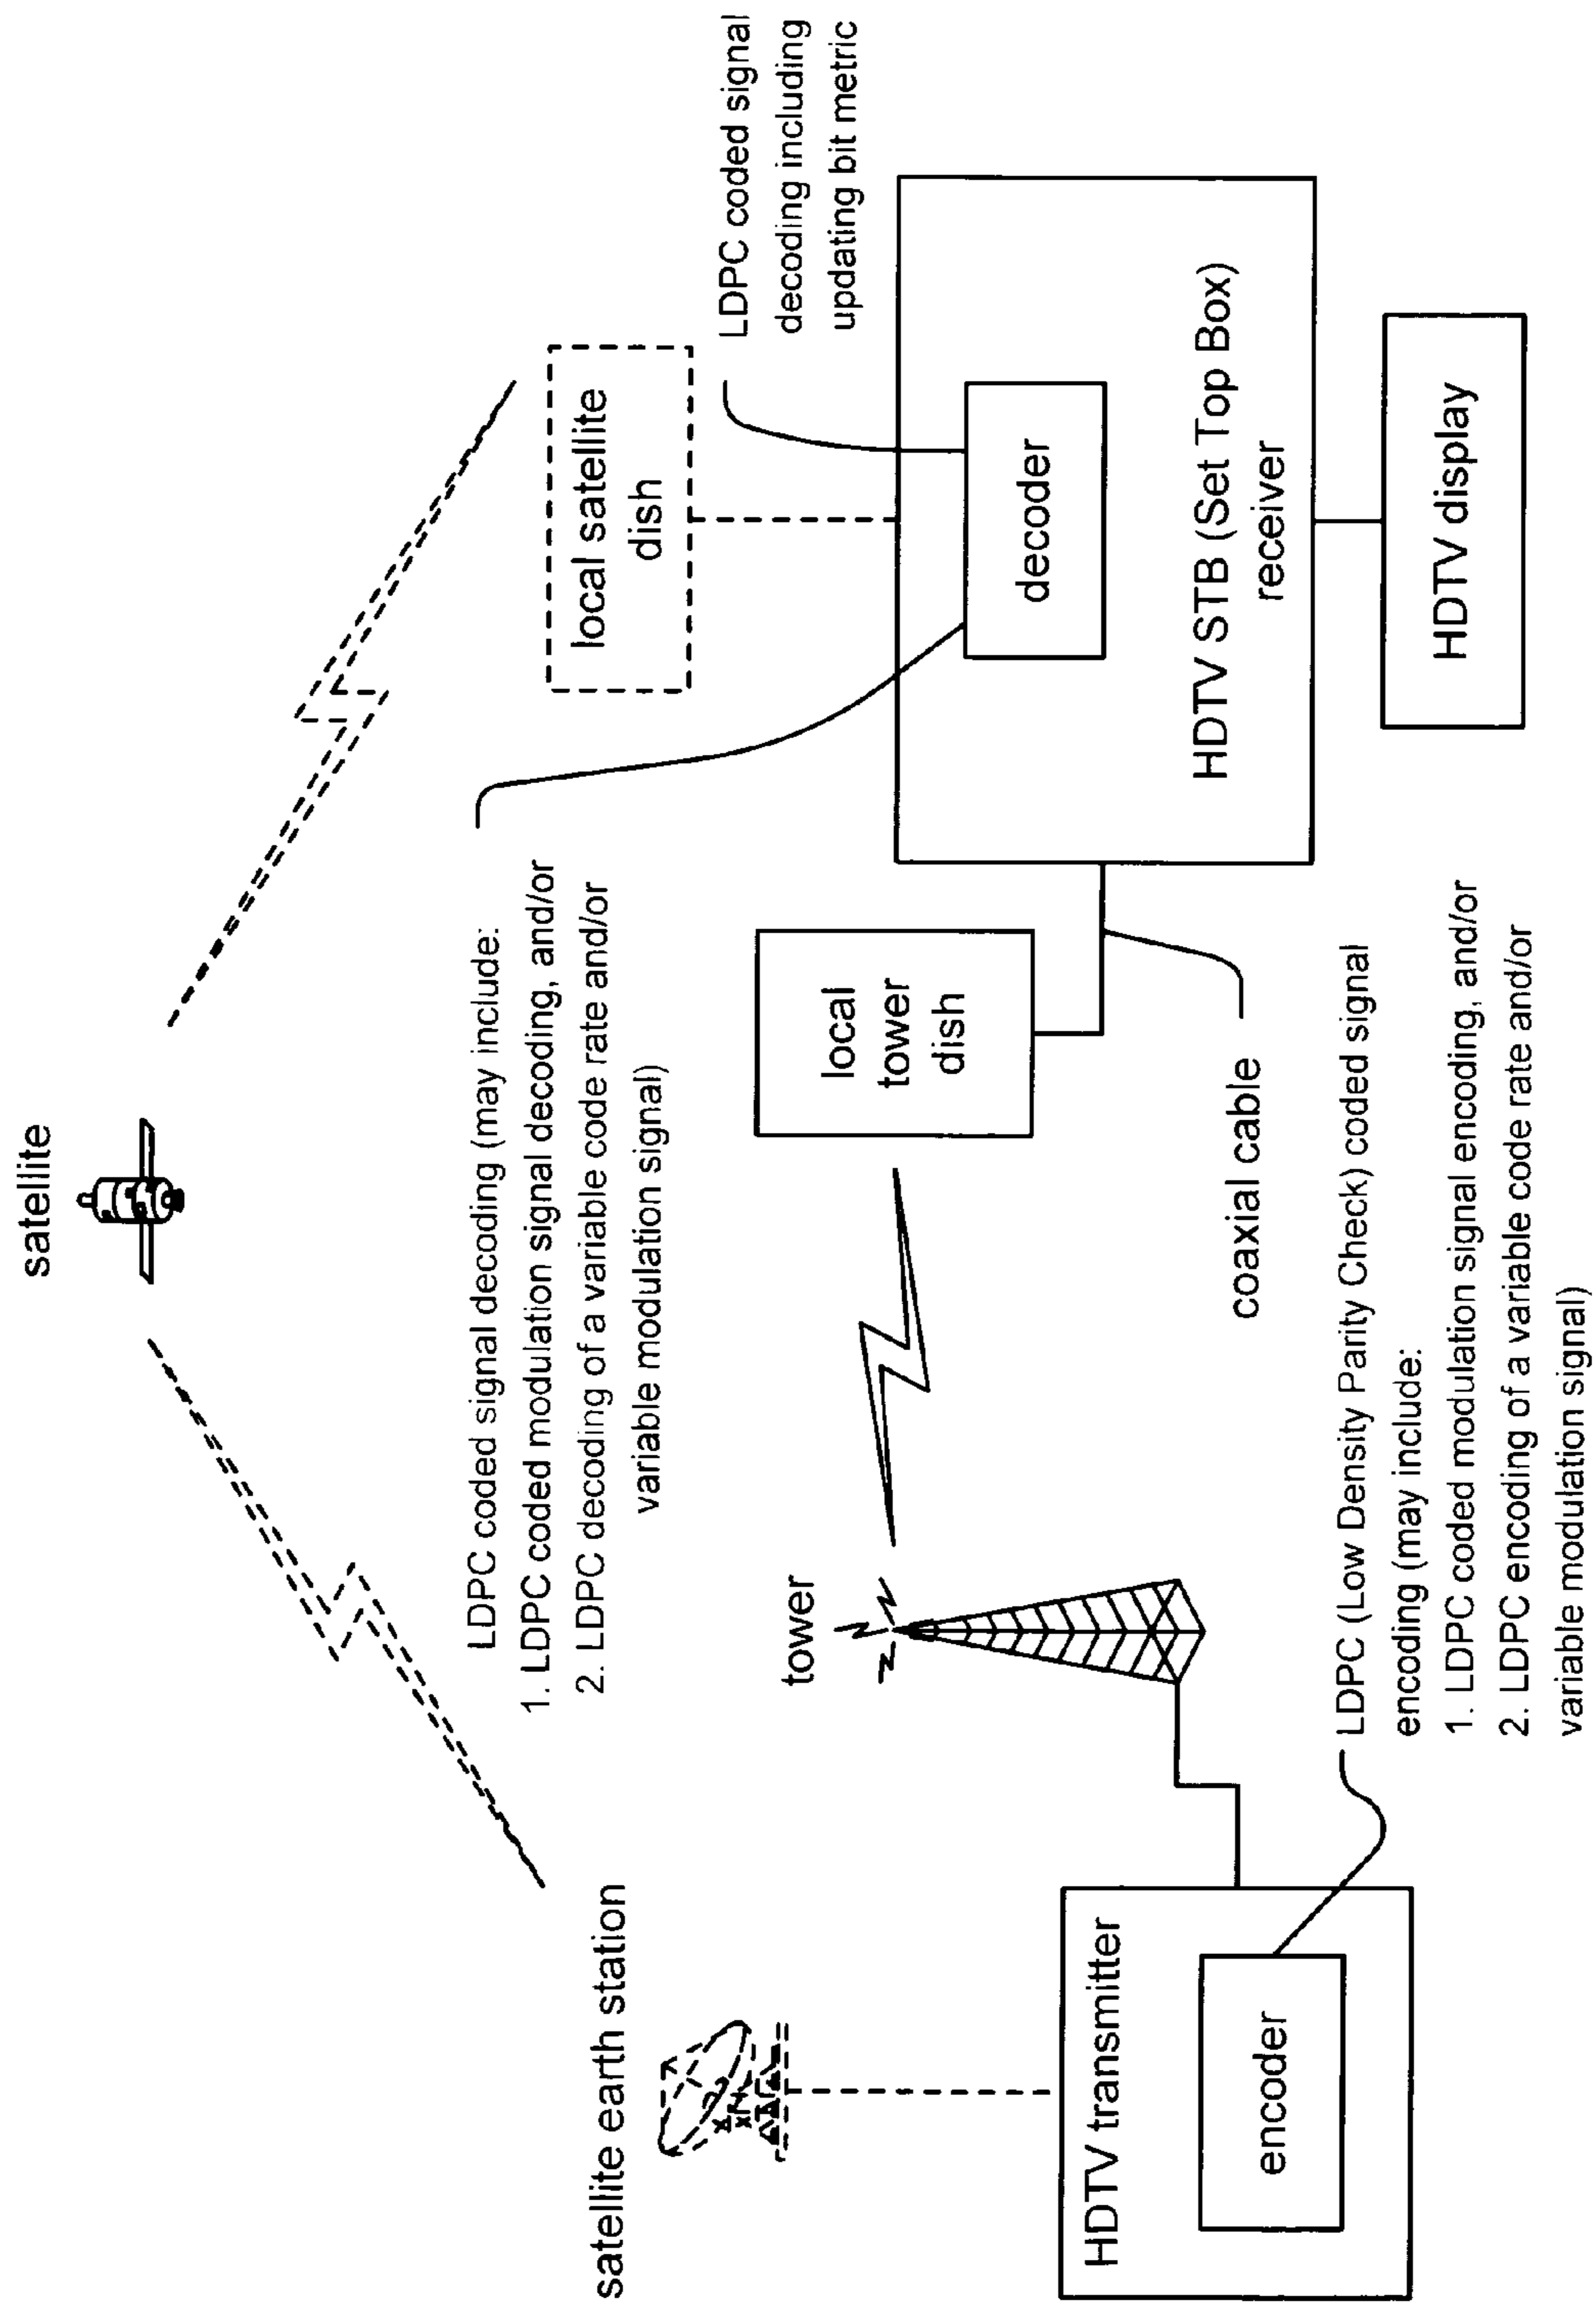 satellite
satellite earth station
local satellite
dish
LDPC coded signal
decoding including
updating bit metric
LDPC coded signal decoding (may include:
1. LDPC coded modulation signal decoding, and/or
2. LDPC decoding of a variable code rate and/or
variable modulation signal)
tower
local
tower
dish
decoder
HDTV STB (Set Top Box)
receiver
HDTV transmitter
encoder
coaxial cable
HDTV display
LDPC (Low Density Parity Check) coded signal
encoding (may include:
1. LDPC coded modulation signal encoding, and/or
2. LDPC encoding of a variable code rate and/or
variable modulation signal)